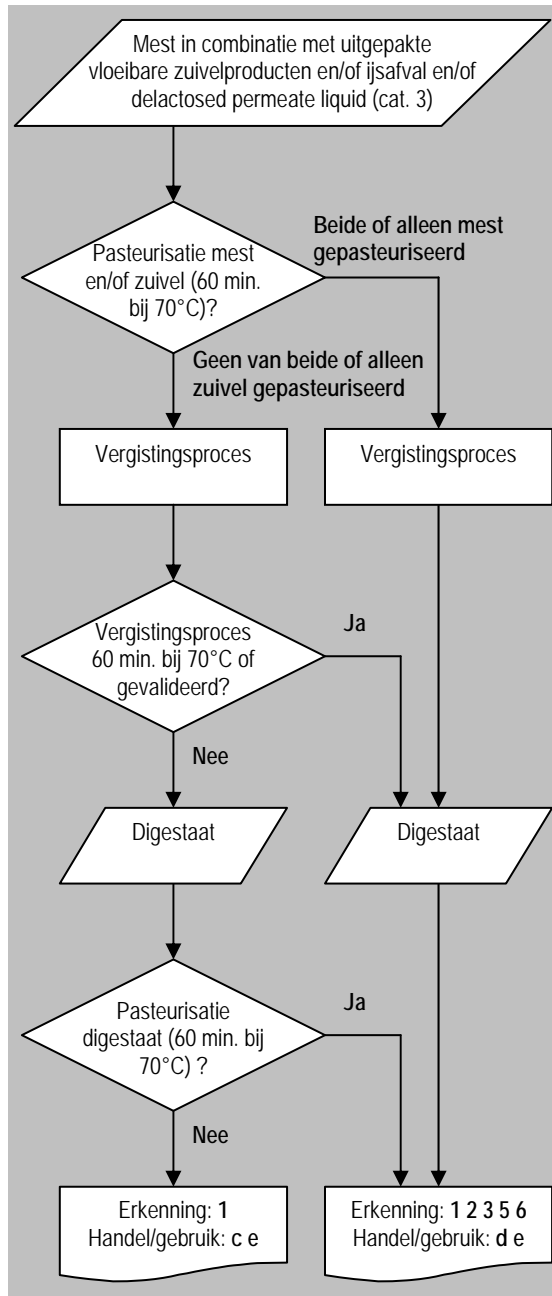 Mest in combinatie met uitgepakte
vloeibare zuivelproducten en/of ijsafval en/of
delactosed permeate liquid (cat. 3)
Pasteurisatie mest
en/of zuivel (60 min.
bij 70°C)?
Beide of alleen mest
gepasteuriseerd
Geen van beide of alleen
zuivel gepasteuriseerd
Vergistingsproces
Vergistingsproces
Vergistingsproces
60 min. bij 70°C of
gevalideerd?
Ja
Nee
Digestaat
Digestaat
Pasteurisatie
digestaat (60 min. bij
70°C) ?
Ja
Nee
Erkenning: 1
Handel/gebruik: c e
Erkenning: 1 2 3 5 6
Handel/gebruik: d e